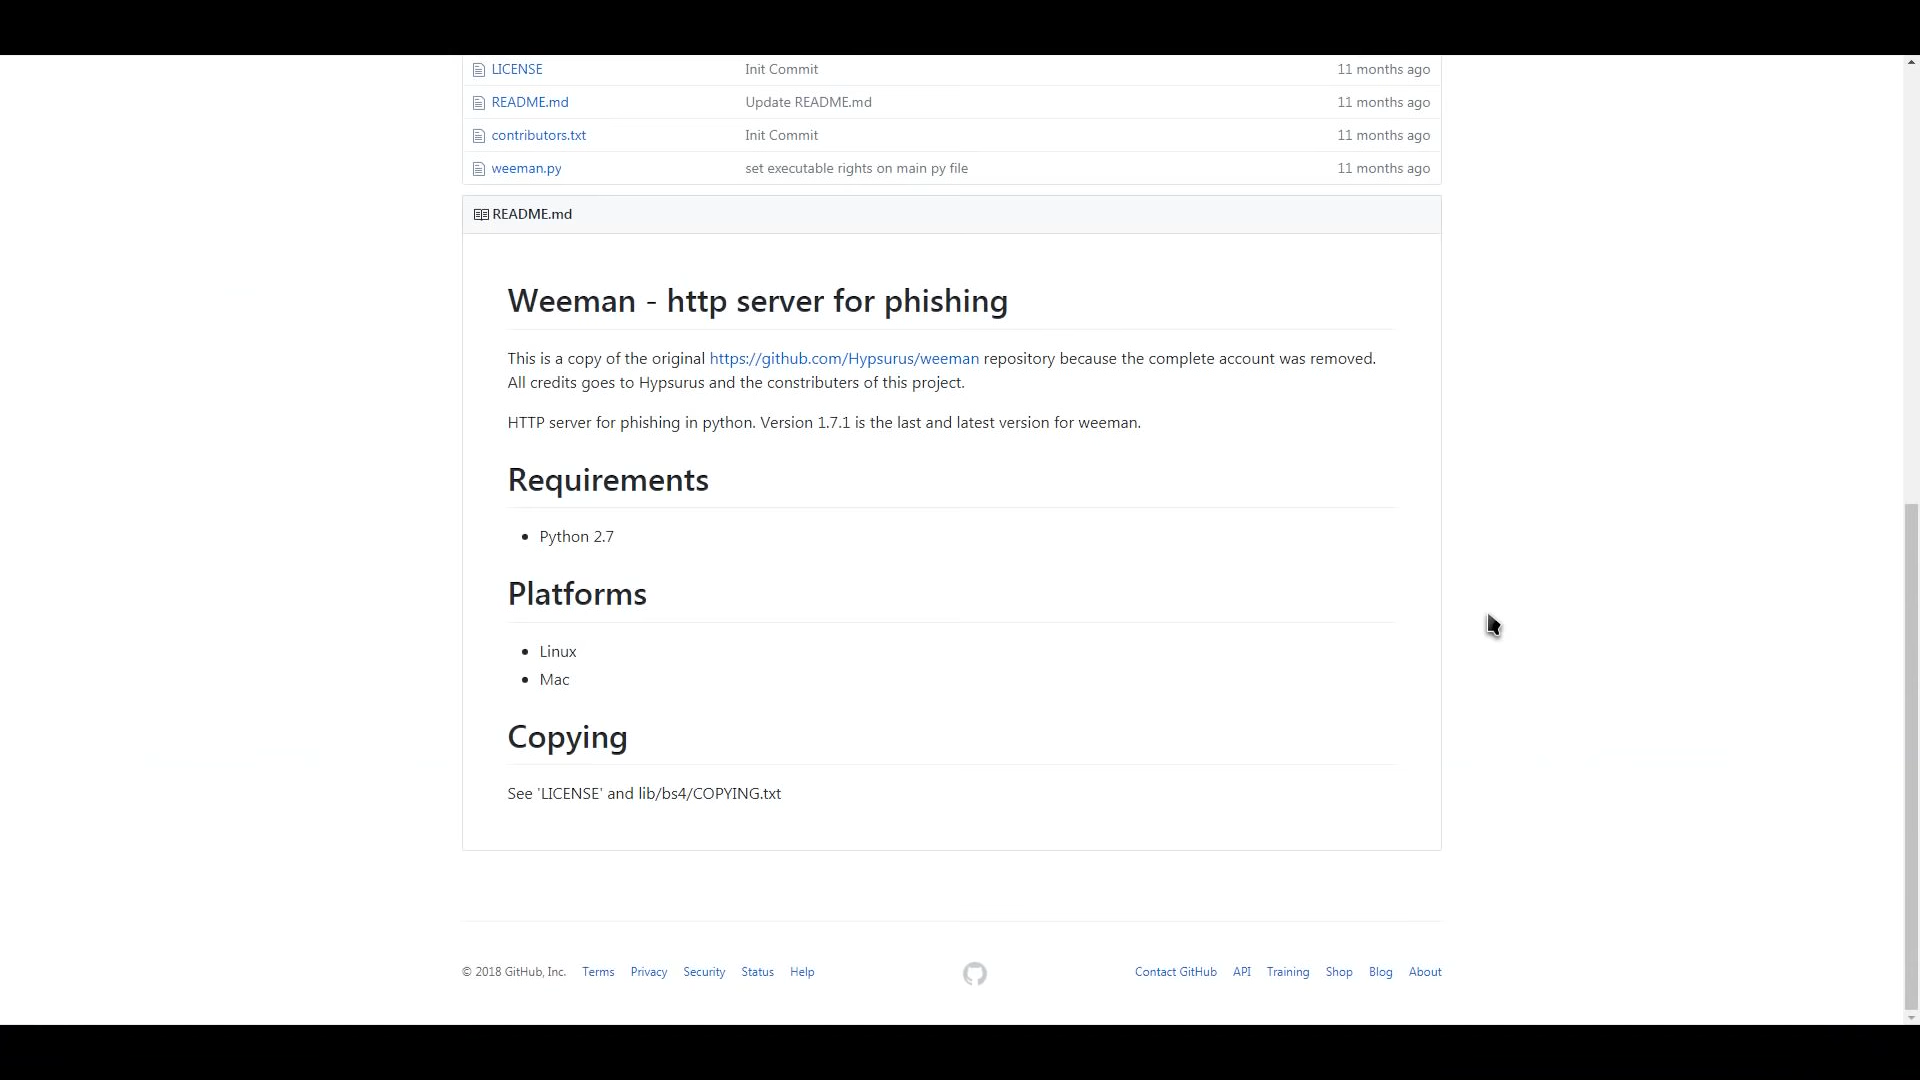 LICENSE Init Commit 11 months ago
README.md Update README.md 11 months ago
contributors.txt Init Commit 11 months ago
weeman.py set executable rights on main py file 11 months ago
README.md
Weeman - http server for phishing
This is a copy of the original https://github.com/Hypsurus/weeman repository because the complete account was removed.
All credits goes to Hypsurus and the constributers of this project.
HTTP server for phishing in python. Version 1.7.1 is the last and latest version for weeman.
Requirements
• Python 2.7
Platforms
• Linux
• Mac
Copying
See 'LICENSE' and lib/bs4/COPYING.txt
© 2018 GitHub, Inc. Terms Privacy Security Status Help Contact GitHub API Training Shop Blog About